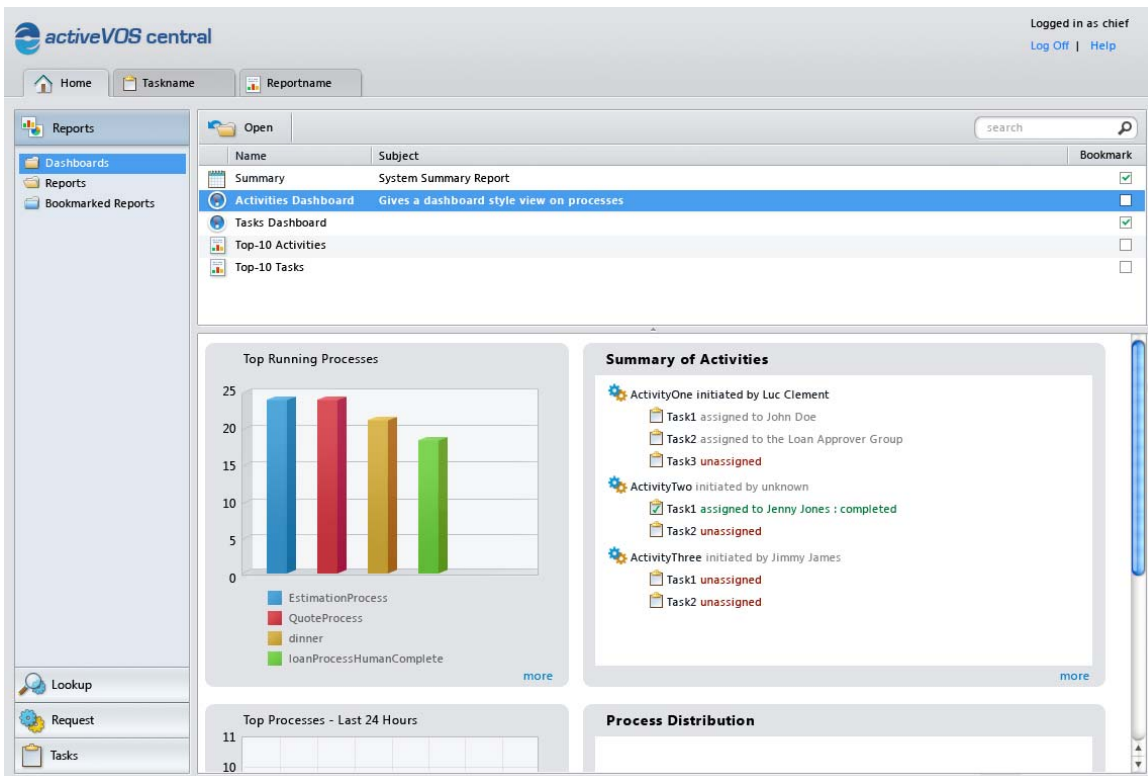 activeVOS central
Logged in as chief
Log Off | Help
Home
Taskname
Reportname
Reports
Dashboards
Reports
Bookmarked Reports
Lookup
Request
Tasks
Open
search
Name Subject Bookmark
Summary System Summary Report
Activities Dashboard Gives a dashboard style view on processes
Tasks Dashboard
Top-10 Activities
Top-10 Tasks
Top Running Processes
25
20
15
10
5
0
EstimationProcess
QuoteProcess
dinner
loanProcessHumanComplete
more
Summary of Activities
ActivityOne initiated by Luc Clement
Task1 assigned to John Doe
Task2 assigned to the Loan Approver Group
Task3 unassigned
ActivityTwo initiated by unknown
Task1 assigned to Jenny Jones : completed
Task2 unassigned
ActivityThree initiated by Jimmy James
Task1 unassigned
Task2 unassigned
more
Top Processes - Last 24 Hours
11
10
Process Distribution